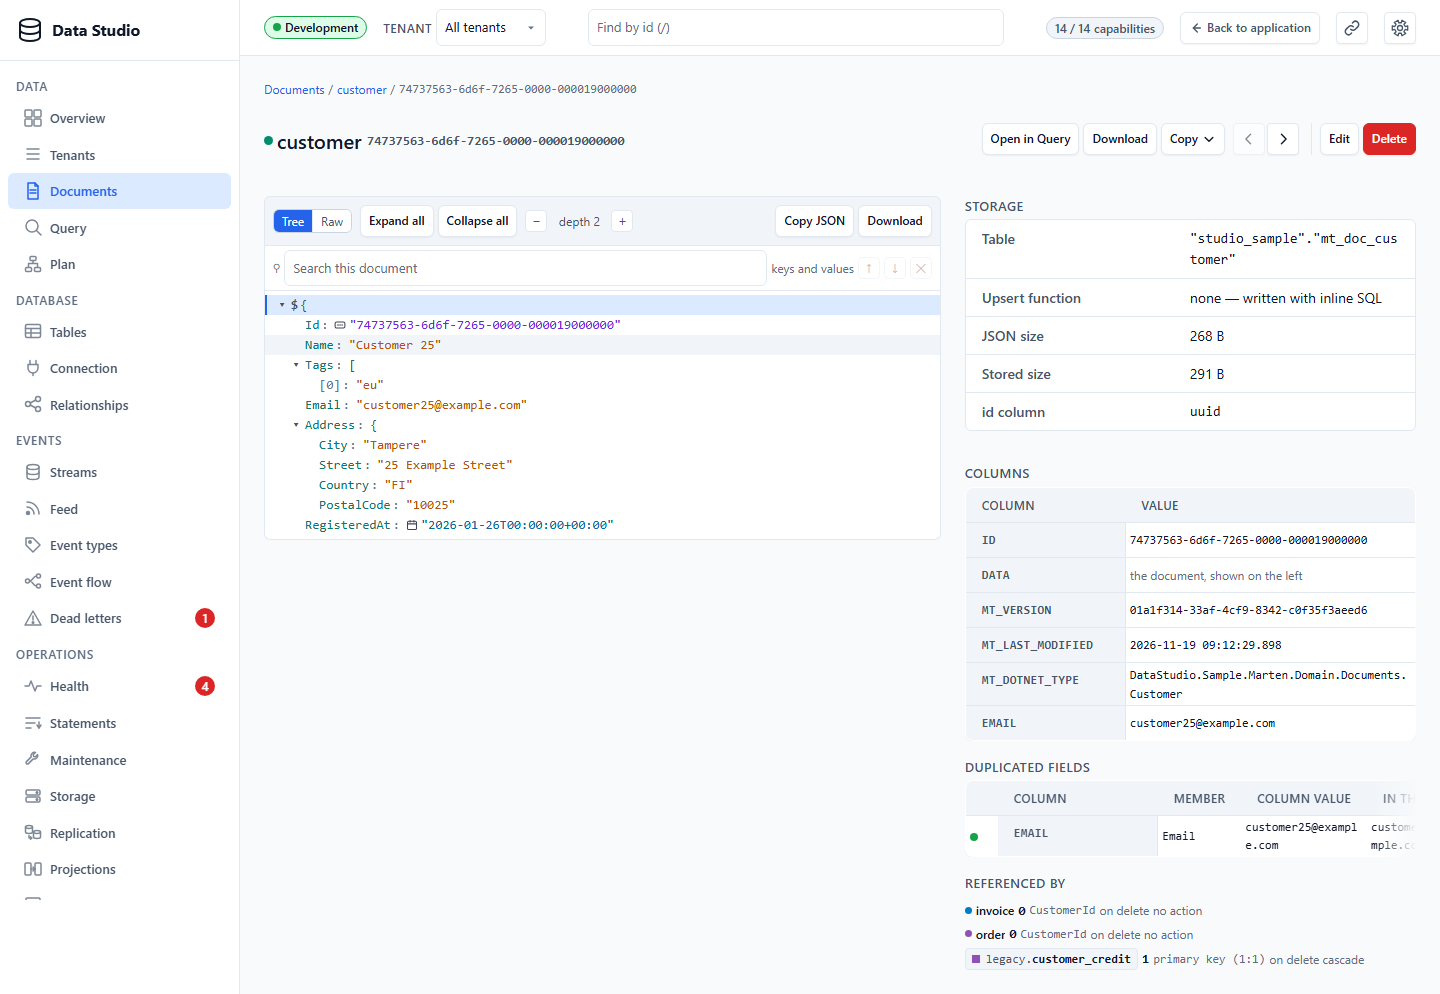 Data Studio
Development
TENANT
All tenants
Find by id (/)
14 / 14 capabilities
Back to application
DATA
Overview
Tenants
Documents
Query
Plan
DATABASE
Tables
Connection
Relationships
EVENTS
Streams
Feed
Event types
Event flow
Dead letters 1
OPERATIONS
Health 4
Statements
Maintenance
Storage
Replication
Projections
Documents / customer / 74737563-6d6f-7265-0000-000019000000
customer 74737563-6d6f-7265-0000-000019000000
Open in Query
Download
Copy
Edit
Delete
Tree
Raw
Expand all
Collapse all
− depth 2 +
Copy JSON
Download
Search this document
keys and values ↑ ↓
$ {
Id: "74737563-6d6f-7265-0000-000019000000"
Name: "Customer 25"
Tags: [
[0]: "eu"
Email: "customer25@example.com"
Address: {
City: "Tampere"
Street: "25 Example Street"
Country: "FI"
PostalCode: "10025"
RegisteredAt: "2026-01-26T00:00:00+00:00"
STORAGE
Table "studio_sample"."mt_doc_cus
tomer"
Upsert function none — written with inline SQL
JSON size 268 B
Stored size 291 B
id column uuid
COLUMNS
COLUMN VALUE
ID 74737563-6d6f-7265-0000-000019000000
DATA the document, shown on the left
MT_VERSION 01a1f314-33af-4cf9-8342-c0f35f3aeed6
MT_LAST_MODIFIED 2026-11-19 09:12:29.898
MT_DOTNET_TYPE DataStudio.Sample.Marten.Domain.Documents.
Customer
EMAIL customer25@example.com
DUPLICATED FIELDS
COLUMN MEMBER COLUMN VALUE IN TH
EMAIL Email customer25@exampl custome
e.com mple.co
REFERENCED BY
invoice 0 CustomerId on delete no action
order 0 CustomerId on delete no action
legacy.customer_credit 1 primary key (1:1) on delete cascade